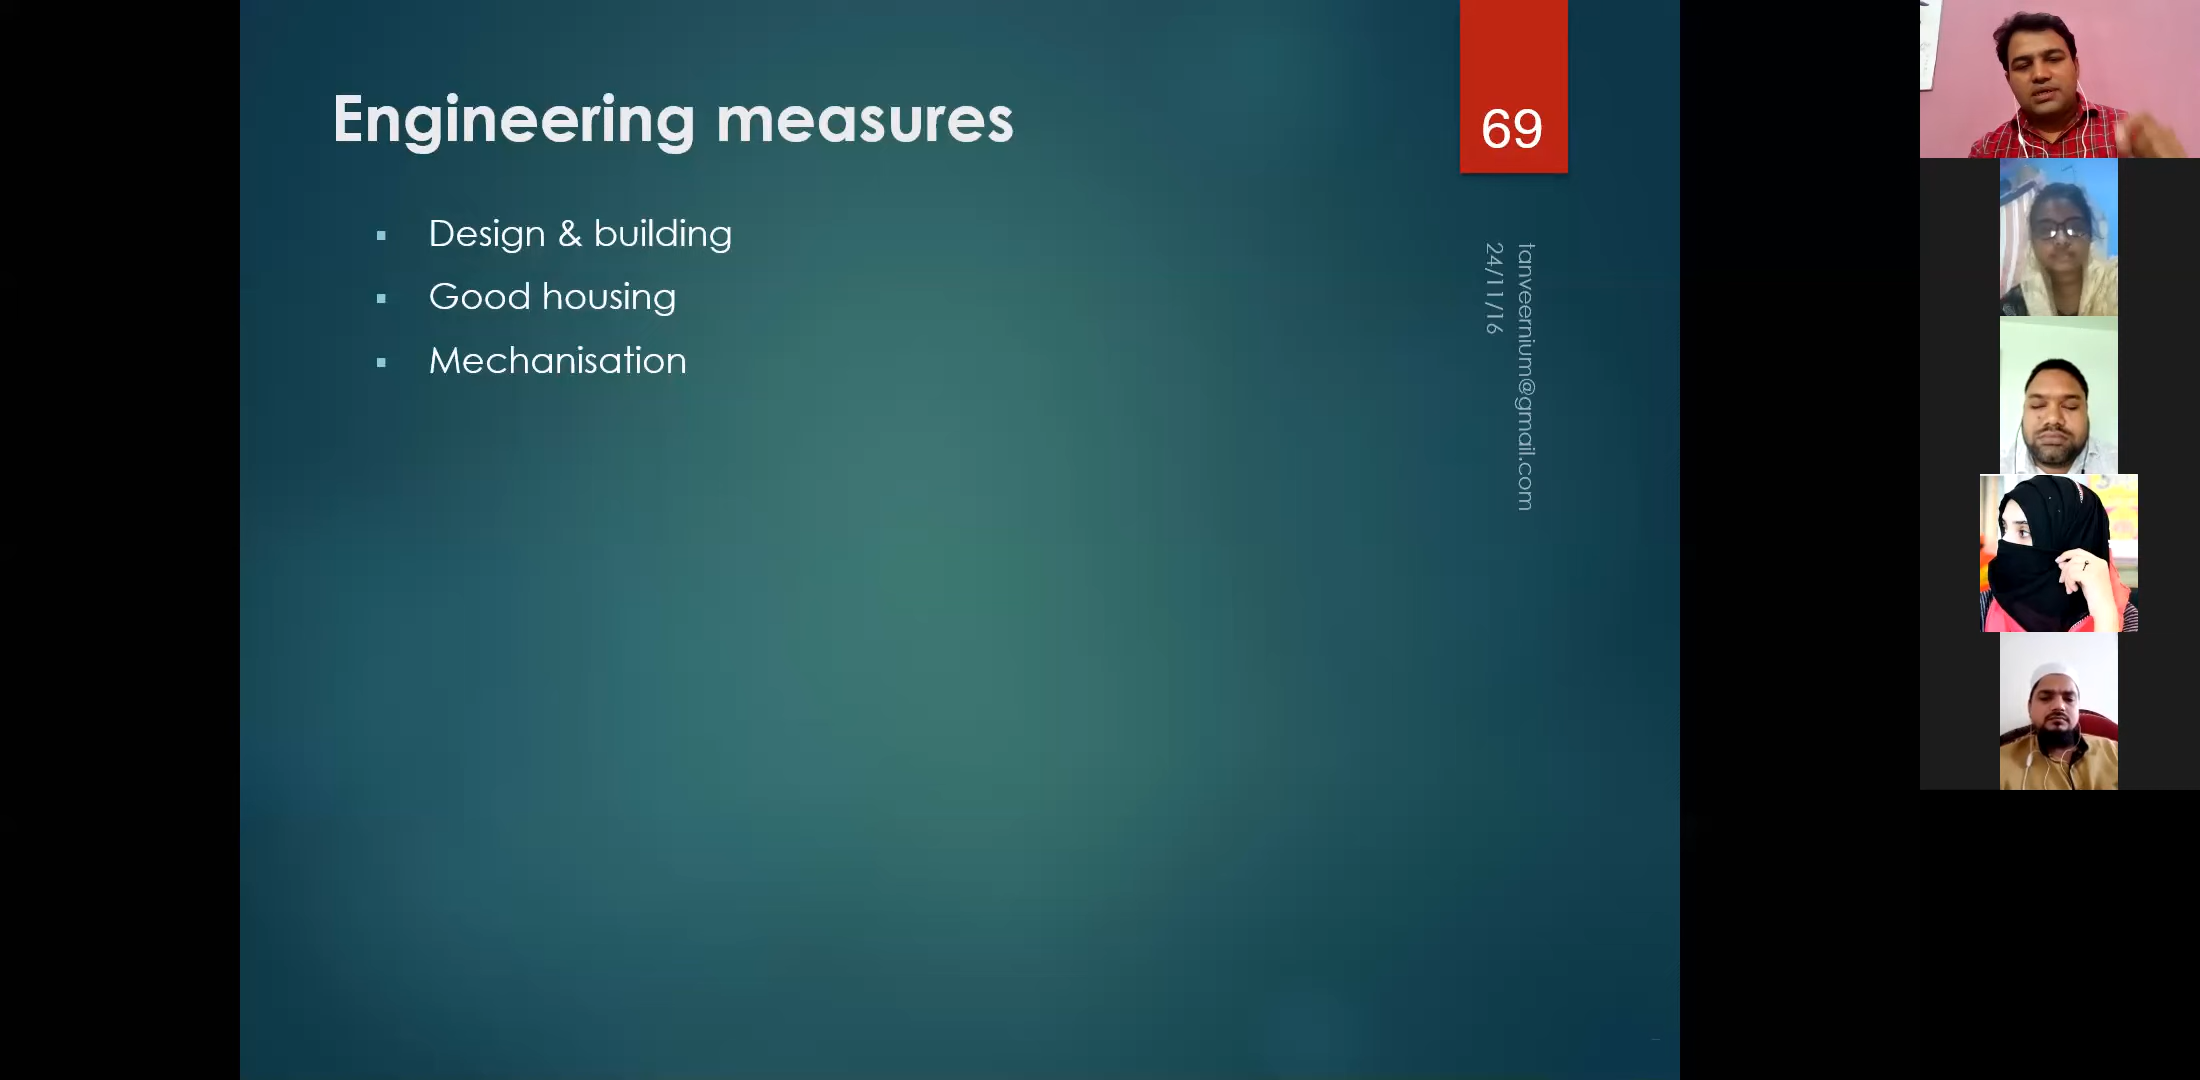 Engineering measures
69
Design & building
Good housing
Mechanisation
tanveernium@gmail.com
24/11/16